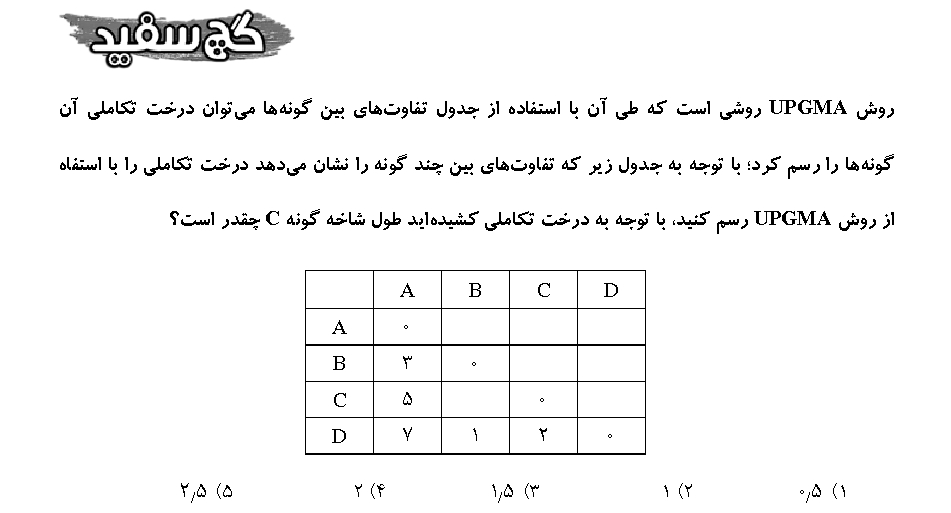 گچ سفید
روش UPGMA روشی است که طی آن با استفاده از جدول تفاوت‌های بین گونه‌ها می‌توان درخت تکاملی آن
گونه‌ها را رسم کرد؛ با توجه به جدول زیر که تفاوت‌های بین چند گونه را نشان می‌دهد درخت تکاملی را با استفاه
از روش UPGMA رسم کنید، با توجه به درخت تکاملی کشیده‌اید طول شاخه گونه C چقدر است؟
A B C D
A ۰
B ۳ ۰
C ۵ ۰
D ۷ ۱ ۲ ۰
۱) ۰٫۵ ۲) ۱ ۳) ۱٫۵ ۴) ۲ ۵) ۲٫۵